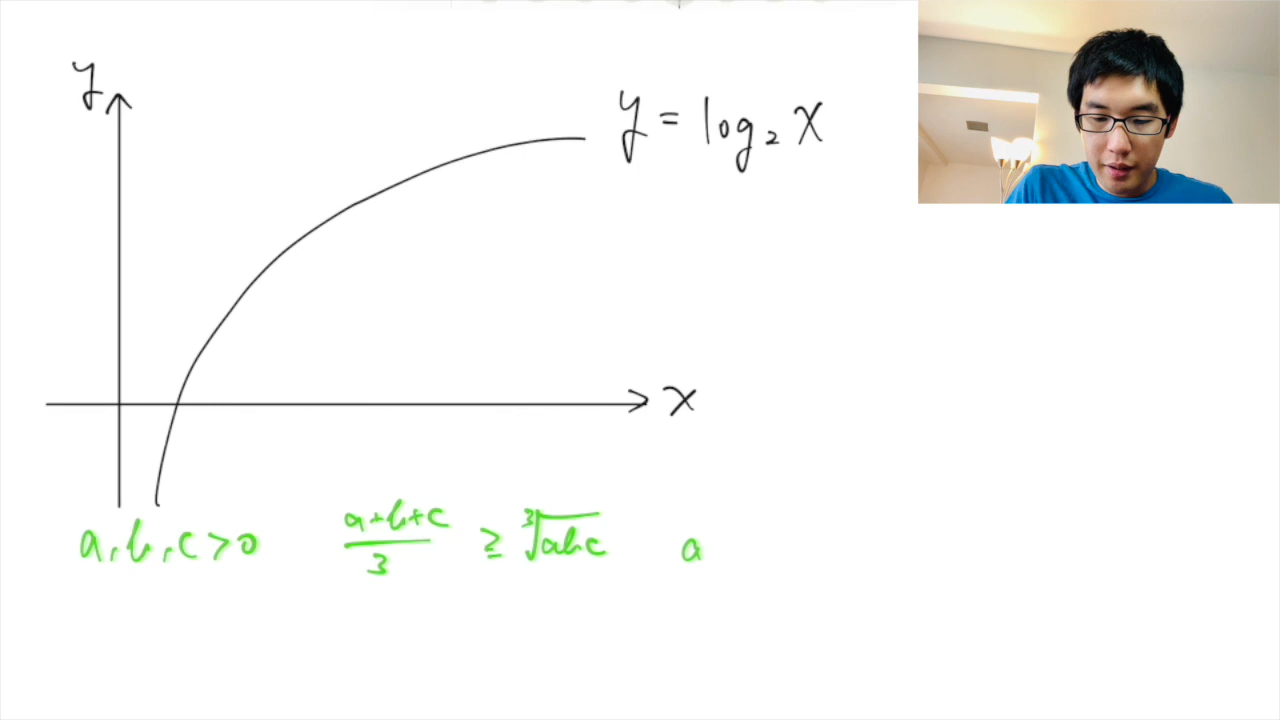 y
y = log₂ x
x
a, b, c > 0 (a+b+c)/3 ≥ ∛abc a